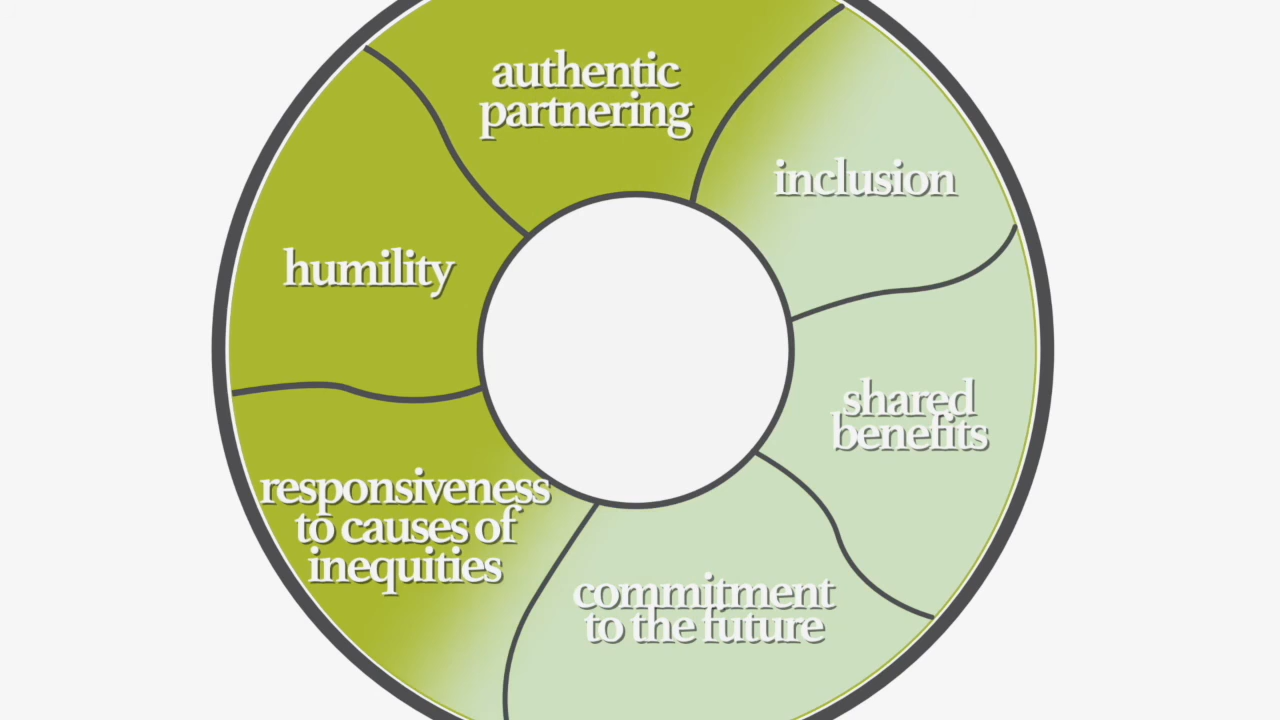 authentic
partnering
inclusion
humility
shared
benefits
responsiveness
to causes of
inequities
commitment
to the future